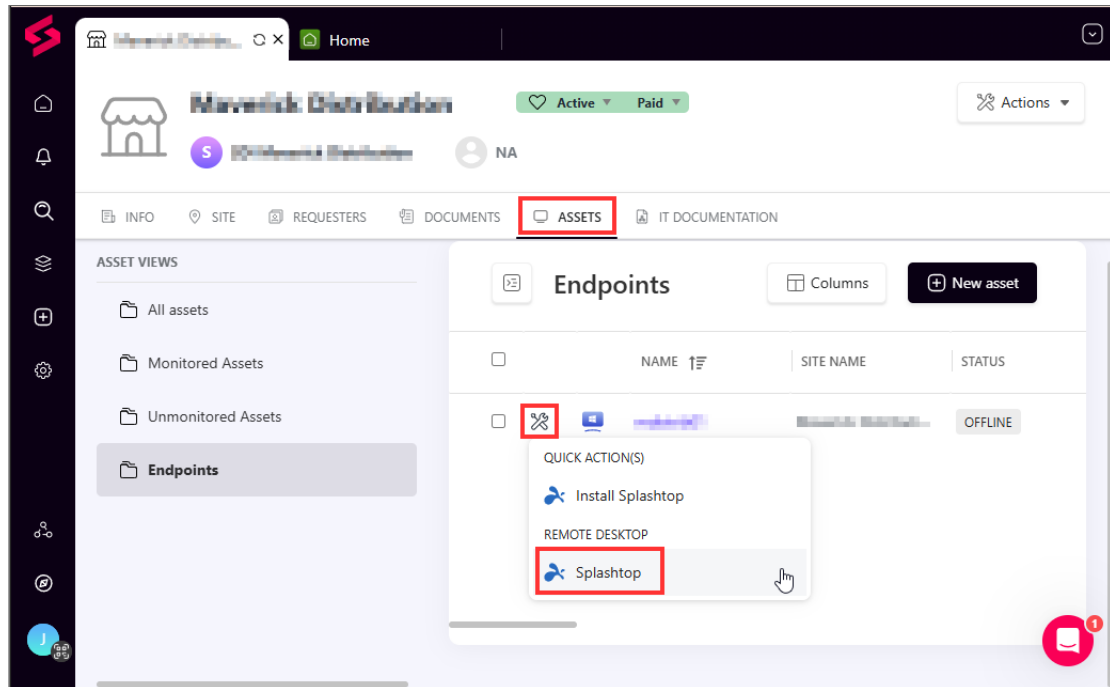 Home
Active Paid
Actions
S
NA
INFO SITE REQUESTERS DOCUMENTS ASSETS IT DOCUMENTATION
ASSET VIEWS
All assets
Monitored Assets
Unmonitored Assets
Endpoints
Endpoints Columns New asset
NAME SITE NAME STATUS
OFFLINE
QUICK ACTION(S)
Install Splashtop
REMOTE DESKTOP
Splashtop
J
1